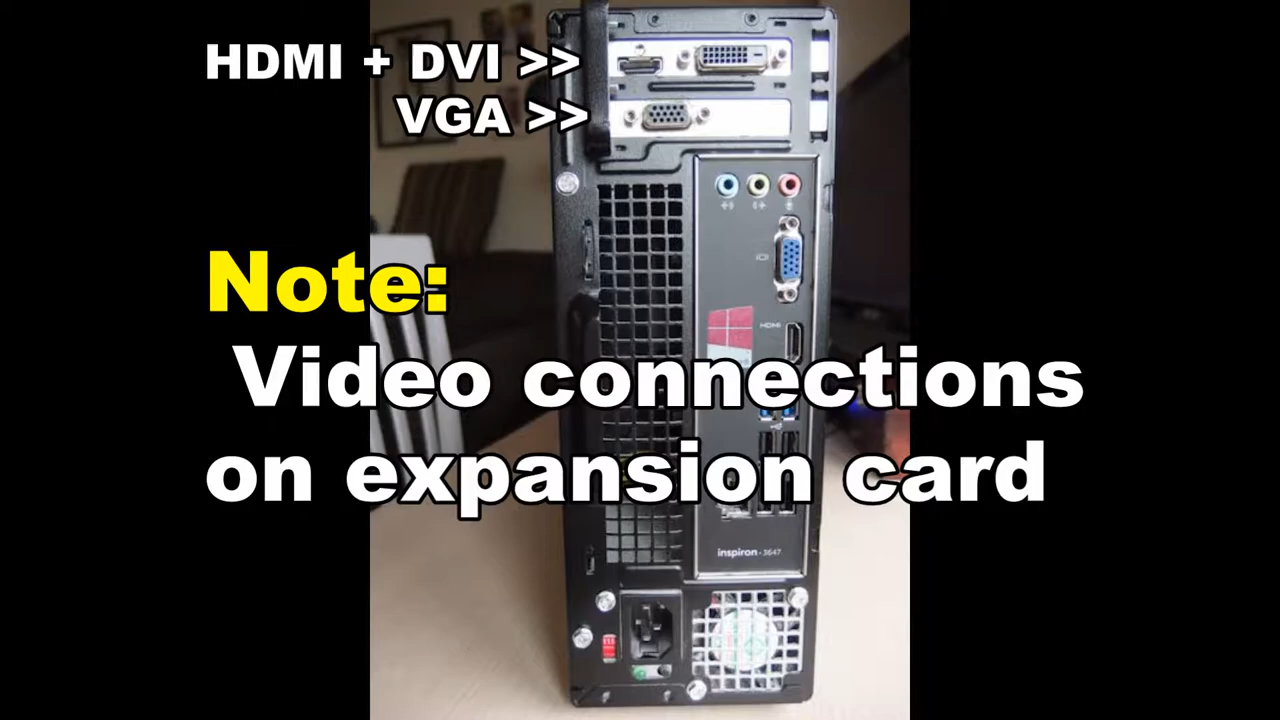 HDMI + DVI >>
VGA >>
Note:
Video connections
on expansion card
HDMI
inspiron - 3647